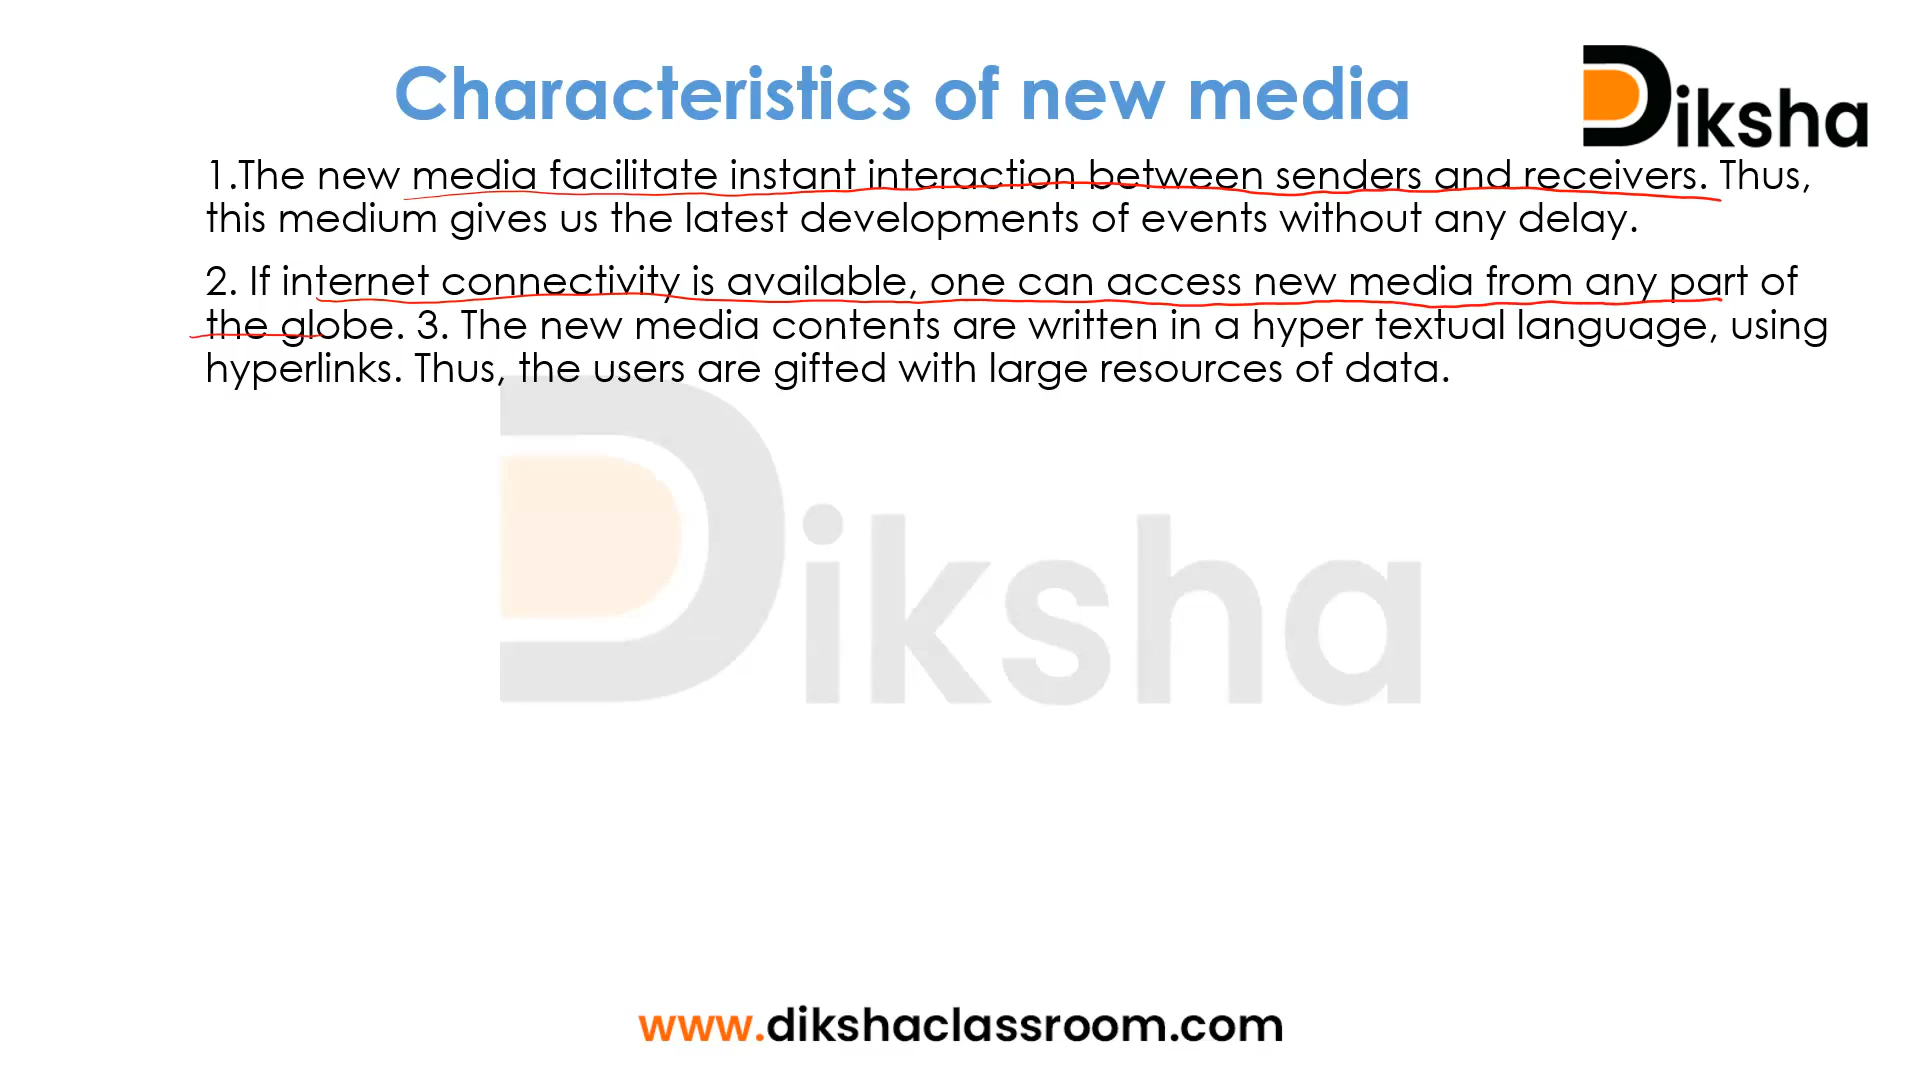 Characteristics of new media
Diksha
1.The new media facilitate instant interaction between senders and receivers. Thus,
this medium gives us the latest developments of events without any delay.
2. If internet connectivity is available, one can access new media from any part of
the globe. 3. The new media contents are written in a hyper textual language, using
hyperlinks. Thus, the users are gifted with large resources of data.
Diksha
www.dikshaclassroom.com